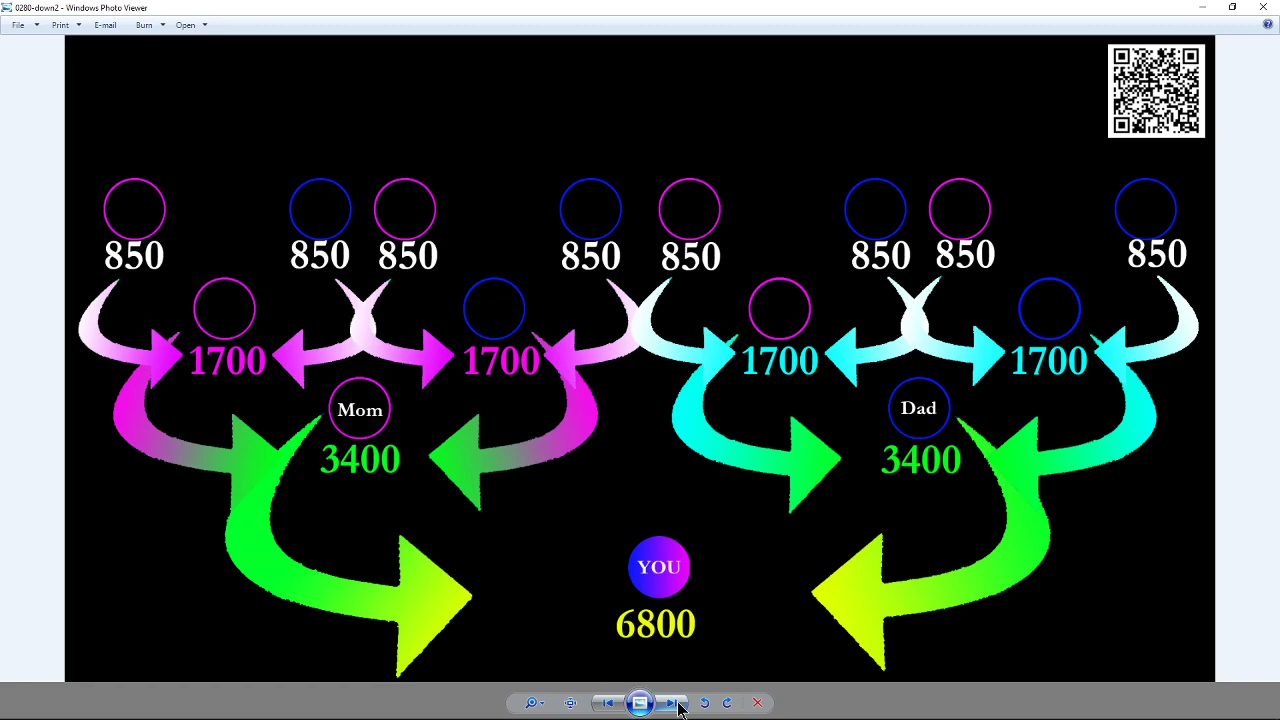 0280-down2 - Windows Photo Viewer
File Print E-mail Burn Open
850 850 850 850 850 850 850 850
1700 1700 1700 1700
Mom Dad
3400 3400
YOU
6800